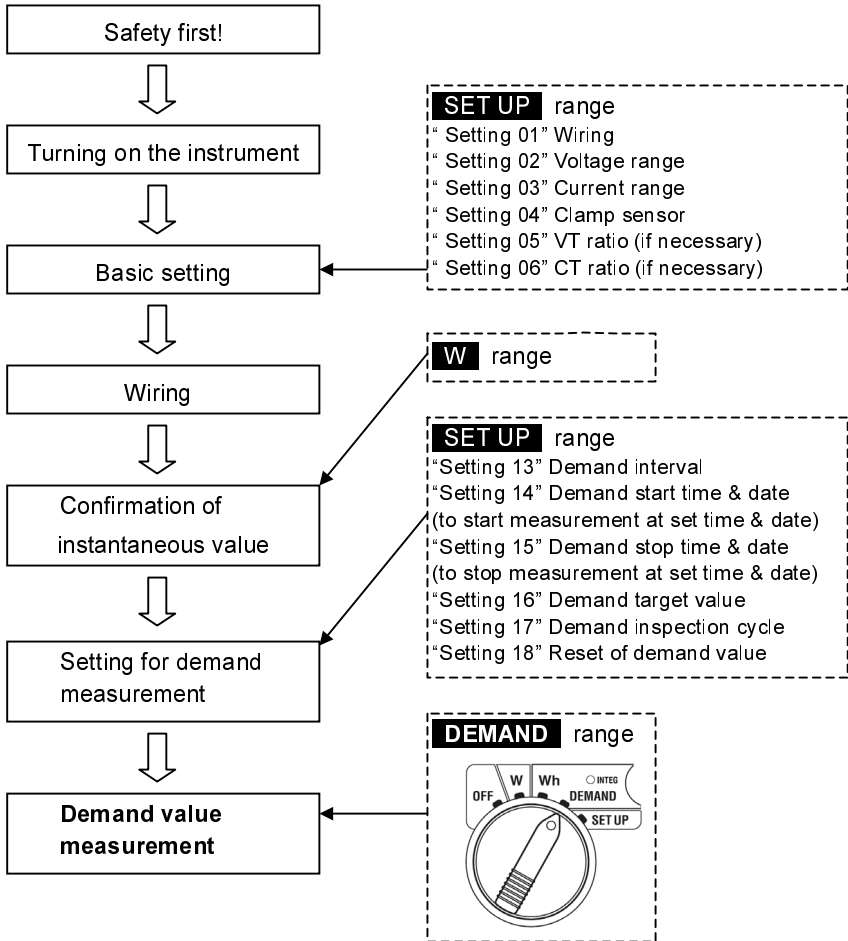 Safety first!
Turning on the instrument
Basic setting
Wiring
Confirmation of
instantaneous value
Setting for demand
measurement
Demand value
measurement
SET UP range
“ Setting 01” Wiring
“ Setting 02” Voltage range
“ Setting 03” Current range
“ Setting 04” Clamp sensor
“ Setting 05” VT ratio (if necessary)
“ Setting 06” CT ratio (if necessary)
W range
SET UP range
“Setting 13” Demand interval
“Setting 14” Demand start time & date
(to start measurement at set time & date)
“Setting 15” Demand stop time & date
(to stop measurement at set time & date)
“Setting 16” Demand target value
“Setting 17” Demand inspection cycle
“Setting 18” Reset of demand value
DEMAND range
OFF
W
Wh
INTEG
DEMAND
SET UP